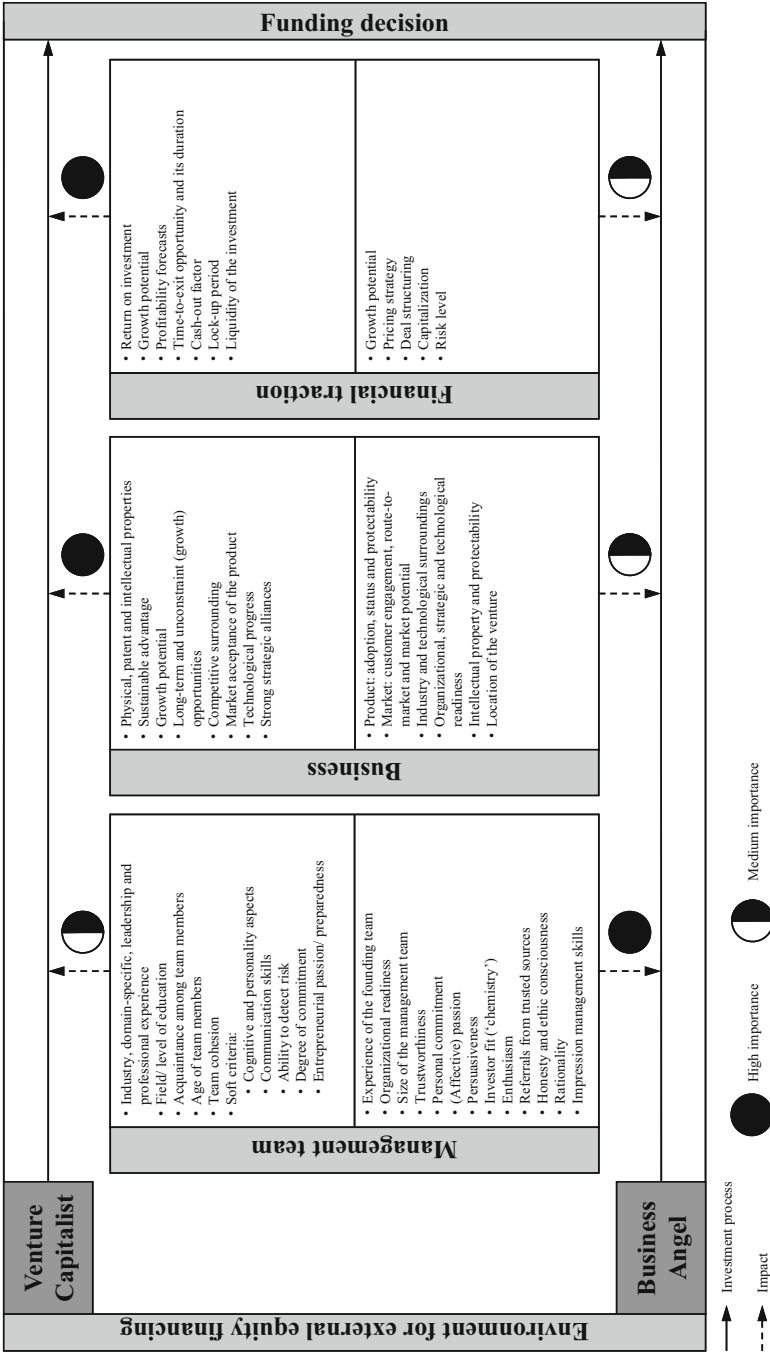 Environment for external equity financing
Venture
Capitalist
Business
Angel
Management team
• Industry, domain-specific, leadership and
professional experience
• Field/ level of education
• Acquaintance among team members
• Age of team members
• Team cohesion
• Soft criteria:
• Cognitive and personality aspects
• Communication skills
• Ability to detect risk
• Degree of commitment
• Entrepreneurial passion/ preparedness
• Experience of the founding team
• Organizational readiness
• Size of the management team
• Trustworthiness
• Personal commitment
• (Affective) passion
• Persuasiveness
• Investor fit (‘chemistry’)
• Enthusiasm
• Referrals from trusted sources
• Honesty and ethic consciousness
• Rationality
• Impression management skills
Business
• Physical, patent and intellectual properties
• Sustainable advantage
• Growth potential
• Long-term and unconstraint (growth)
opportunities
• Competitive surrounding
• Market acceptance of the product
• Technological progress
• Strong strategic alliances
• Product: adoption, status and protectability
• Market: customer engagement, route-to-
market and market potential
• Industry and technological surroundings
• Organizational, strategic and technological
readiness
• Intellectual property and protectability
• Location of the venture
Financial traction
• Return on investment
• Growth potential
• Profitability forecasts
• Time-to-exit opportunity and its duration
• Cash-out factor
• Lock-up period
• Liquidity of the investment
• Growth potential
• Pricing strategy
• Deal structuring
• Capitalization
• Risk level
Funding decision
Investment process
Impact
High importance
Medium importance